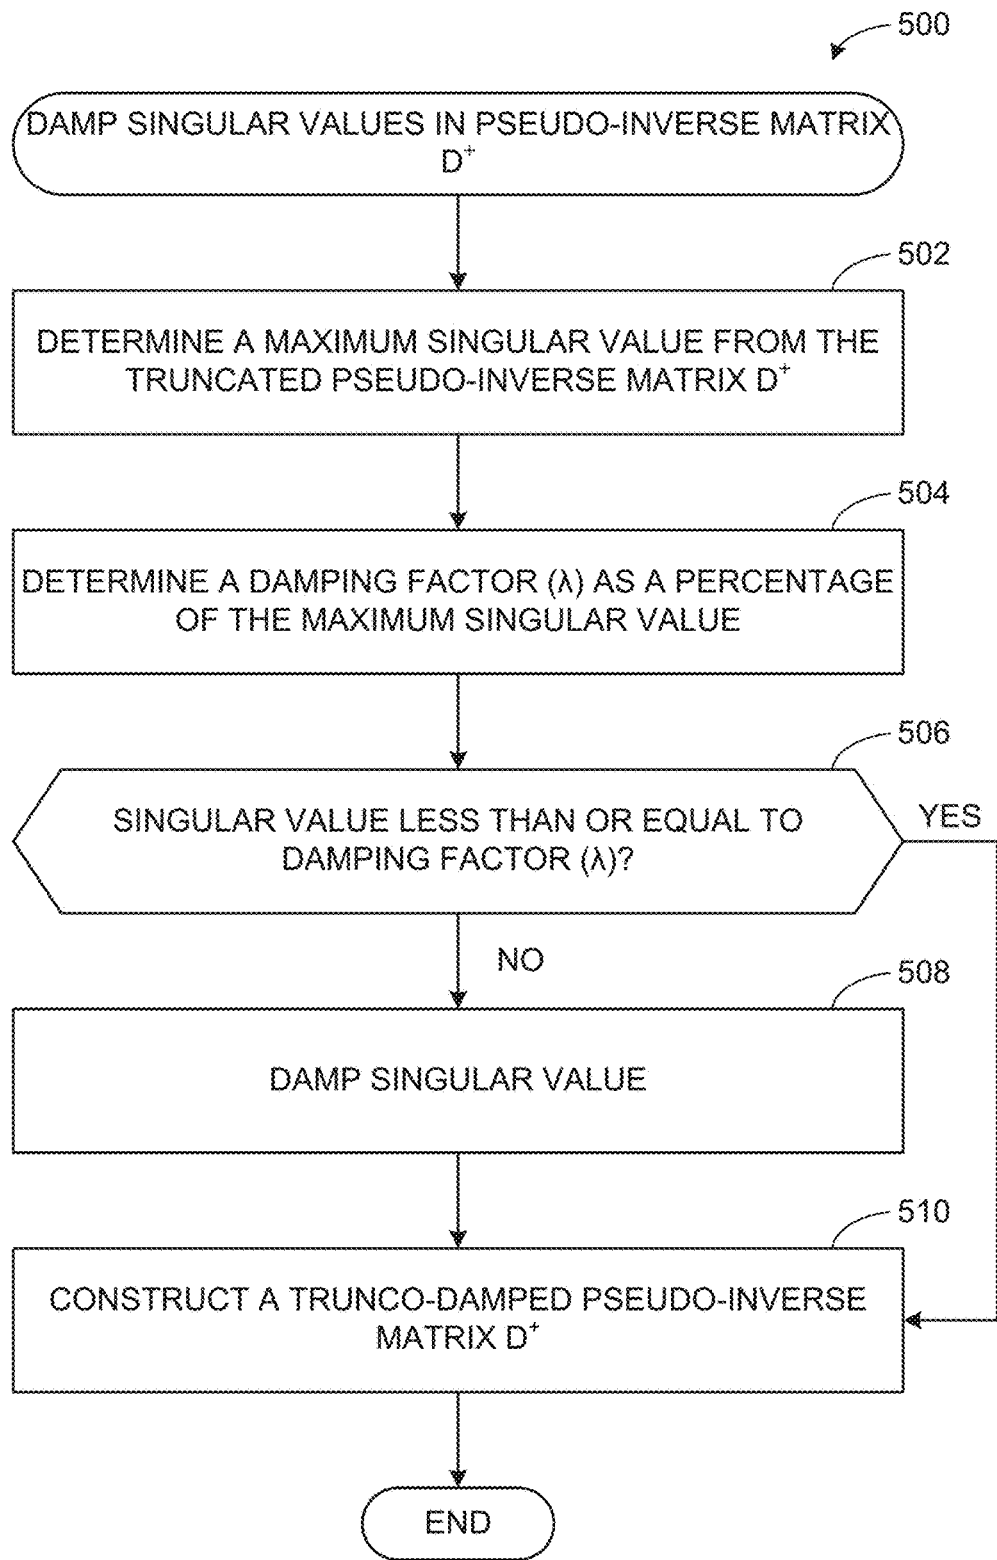 500
DAMP SINGULAR VALUES IN PSEUDO-INVERSE MATRIX
D⁺
502
DETERMINE A MAXIMUM SINGULAR VALUE FROM THE
TRUNCATED PSEUDO-INVERSE MATRIX D⁺
504
DETERMINE A DAMPING FACTOR (λ) AS A PERCENTAGE
OF THE MAXIMUM SINGULAR VALUE
506
SINGULAR VALUE LESS THAN OR EQUAL TO
DAMPING FACTOR (λ)?
YES
NO
508
DAMP SINGULAR VALUE
510
CONSTRUCT A TRUNCO-DAMPED PSEUDO-INVERSE
MATRIX D⁺
END